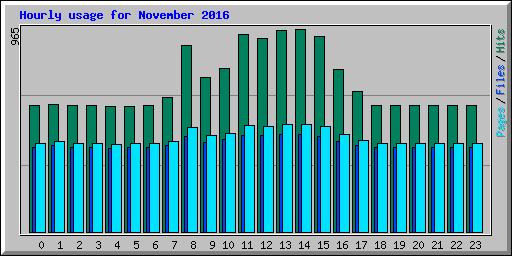 Hourly usage for November 2016
965
Pages/Files/Hits
0 1 2 3 4 5 6 7 8 9 10 11 12 13 14 15 16 17 18 19 20 21 22 23